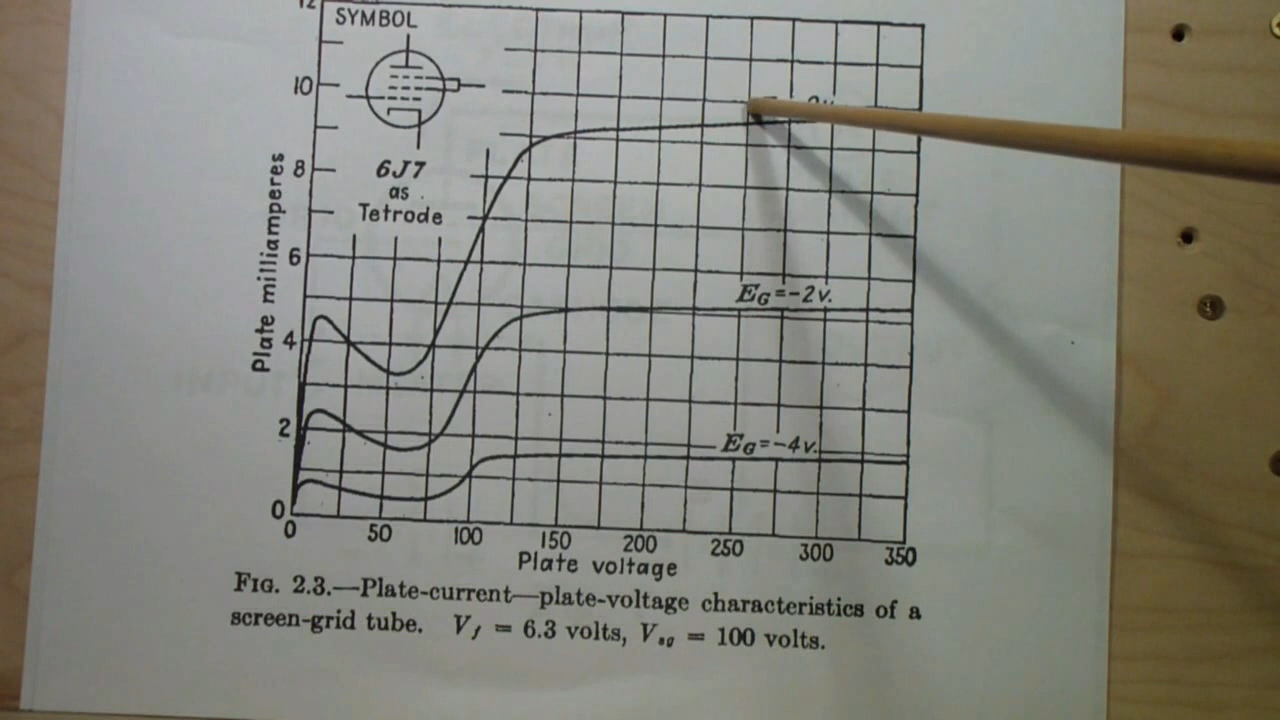 12
SYMBOL
10
8
6J7
as
Tetrode
6
4
2
0
Plate milliamperes
EG=-2v.
EG=-4v.
0 50 100 150 200 250 300 350
Plate voltage
FIG. 2.3.—Plate-current—plate-voltage characteristics of a
screen-grid tube. Vf = 6.3 volts, Vsg = 100 volts.